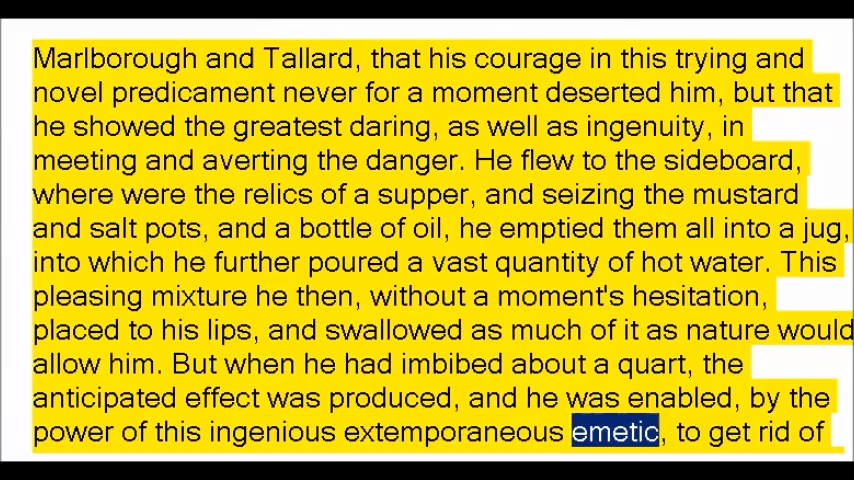 Marlborough and Tallard, that his courage in this trying and
novel predicament never for a moment deserted him, but that
he showed the greatest daring, as well as ingenuity, in
meeting and averting the danger. He flew to the sideboard,
where were the relics of a supper, and seizing the mustard
and salt pots, and a bottle of oil, he emptied them all into a jug,
into which he further poured a vast quantity of hot water. This
pleasing mixture he then, without a moment's hesitation,
placed to his lips, and swallowed as much of it as nature would
allow him. But when he had imbibed about a quart, the
anticipated effect was produced, and he was enabled, by the
power of this ingenious extemporaneous emetic, to get rid of